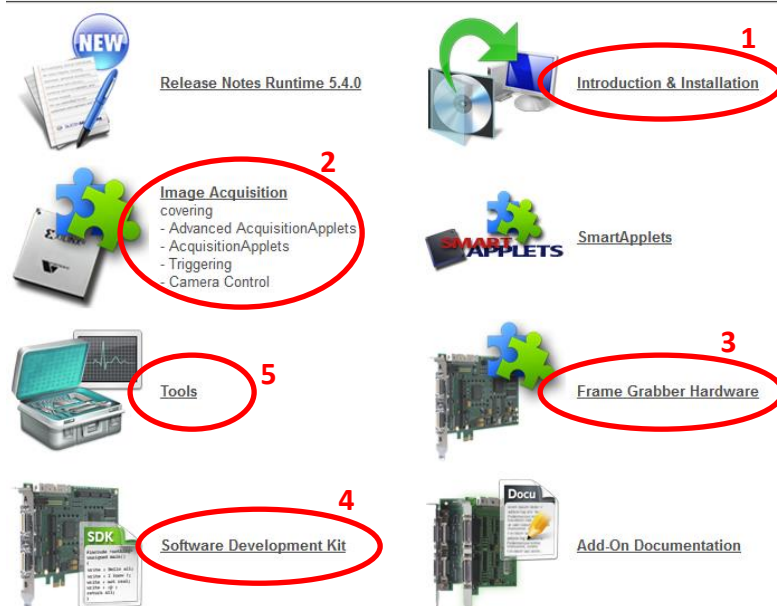 NEW
Release Notes Runtime 5.4.0
1
Introduction & Installation
2
Image Acquisition
covering
- Advanced AcquisitionApplets
- AcquisitionApplets
- Triggering
- Camera Control
SMART
APPLETS
SmartApplets
5
Tools
3
Frame Grabber Hardware
4
SDK
Software Development Kit
Docu
Add-On Documentation